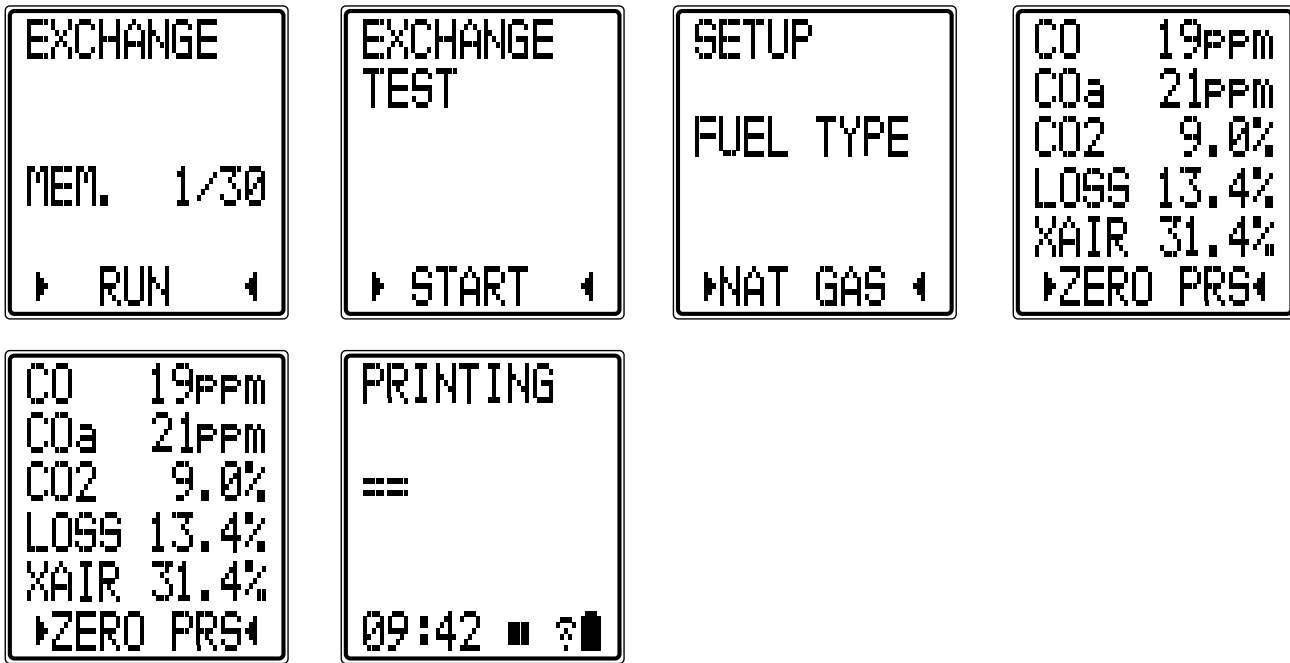 EXCHANGE
MEM. 1/30
RUN
EXCHANGE
TEST
START
SETUP
FUEL TYPE
NAT GAS
CO 19ppm
COa 21ppm
CO2 9.0%
LOSS 13.4%
XAIR 31.4%
ZERO PRS
CO 19ppm
COa 21ppm
CO2 9.0%
LOSS 13.4%
XAIR 31.4%
ZERO PRS
PRINTING
==
09:42